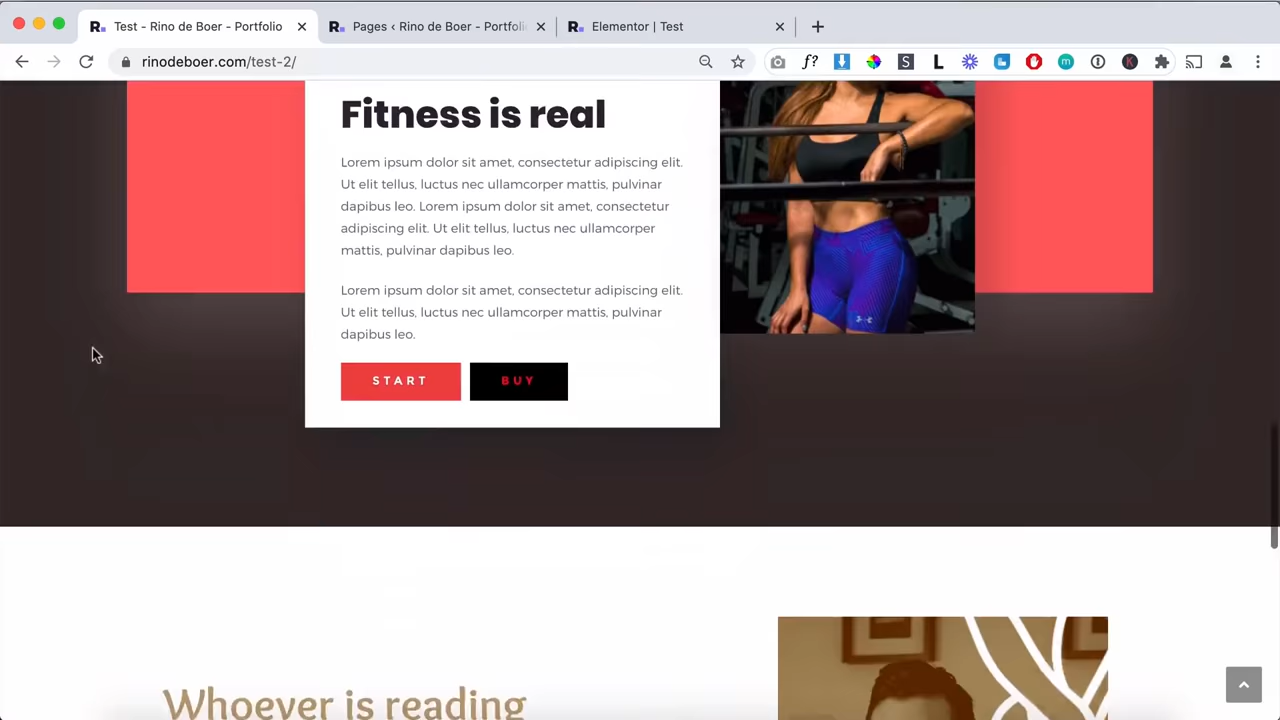 Test - Rino de Boer - Portfolio
Pages ‹ Rino de Boer - Portfoli
Elementor | Test
rinodeboer.com/test-2/
f?
S
L
m
K
Fitness is real
Lorem ipsum dolor sit amet, consectetur adipiscing elit.
Ut elit tellus, luctus nec ullamcorper mattis, pulvinar
dapibus leo. Lorem ipsum dolor sit amet, consectetur
adipiscing elit. Ut elit tellus, luctus nec ullamcorper
mattis, pulvinar dapibus leo.
Lorem ipsum dolor sit amet, consectetur adipiscing elit.
Ut elit tellus, luctus nec ullamcorper mattis, pulvinar
dapibus leo.
START
BUY
Whoever is reading